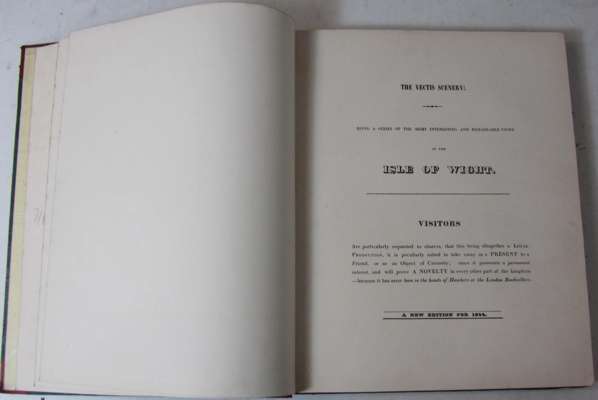 THE VECTIS SCENERY:
BEING A SERIES OF THE MOST INTERESTING AND REMARKABLE VIEWS
IN THE
ISLE OF WIGHT.
VISITORS
Are particularly requested to observe, that this being altogether a LOCAL
PRODUCTION, it is peculiarly suited to take away as a PRESENT to a
Friend, or as an Object of Curiosity; since it possesses a permanent
interest, and will prove A NOVELTY in every other part of the kingdom
—because it has never been in the hands of Hawkers or the London Booksellers.
A NEW EDITION FOR